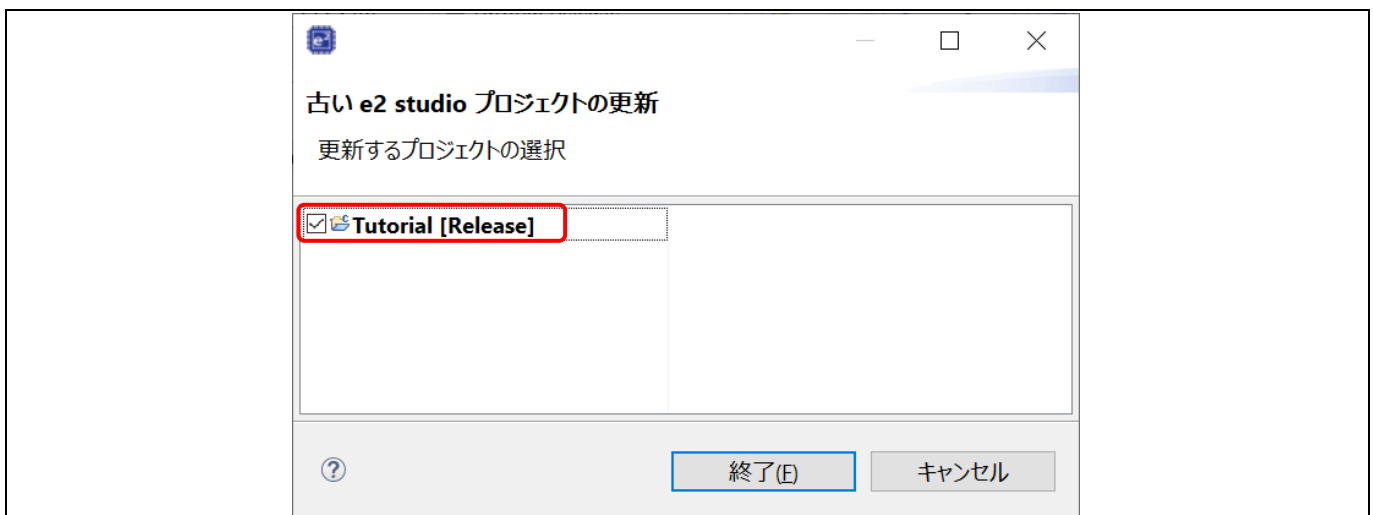 古い e2 studio プロジェクトの更新
更新するプロジェクトの選択
Tutorial [Release]
終了(F)
キャンセル